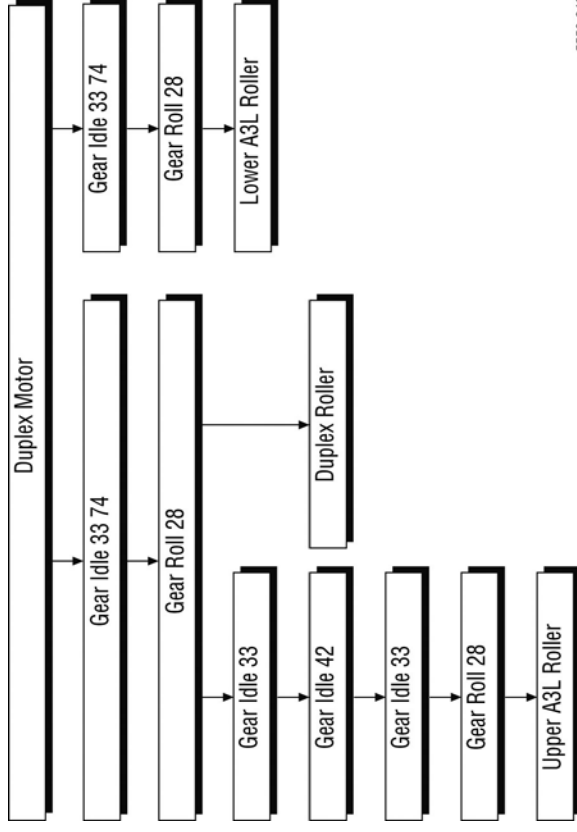 Duplex Motor
Gear Idle 33 74
Gear Idle 33 74
Gear Roll 28
Gear Roll 28
Gear Idle 33
Duplex Roller
Lower A3L Roller
Gear Idle 42
Gear Idle 33
Gear Roll 28
Upper A3L Roller